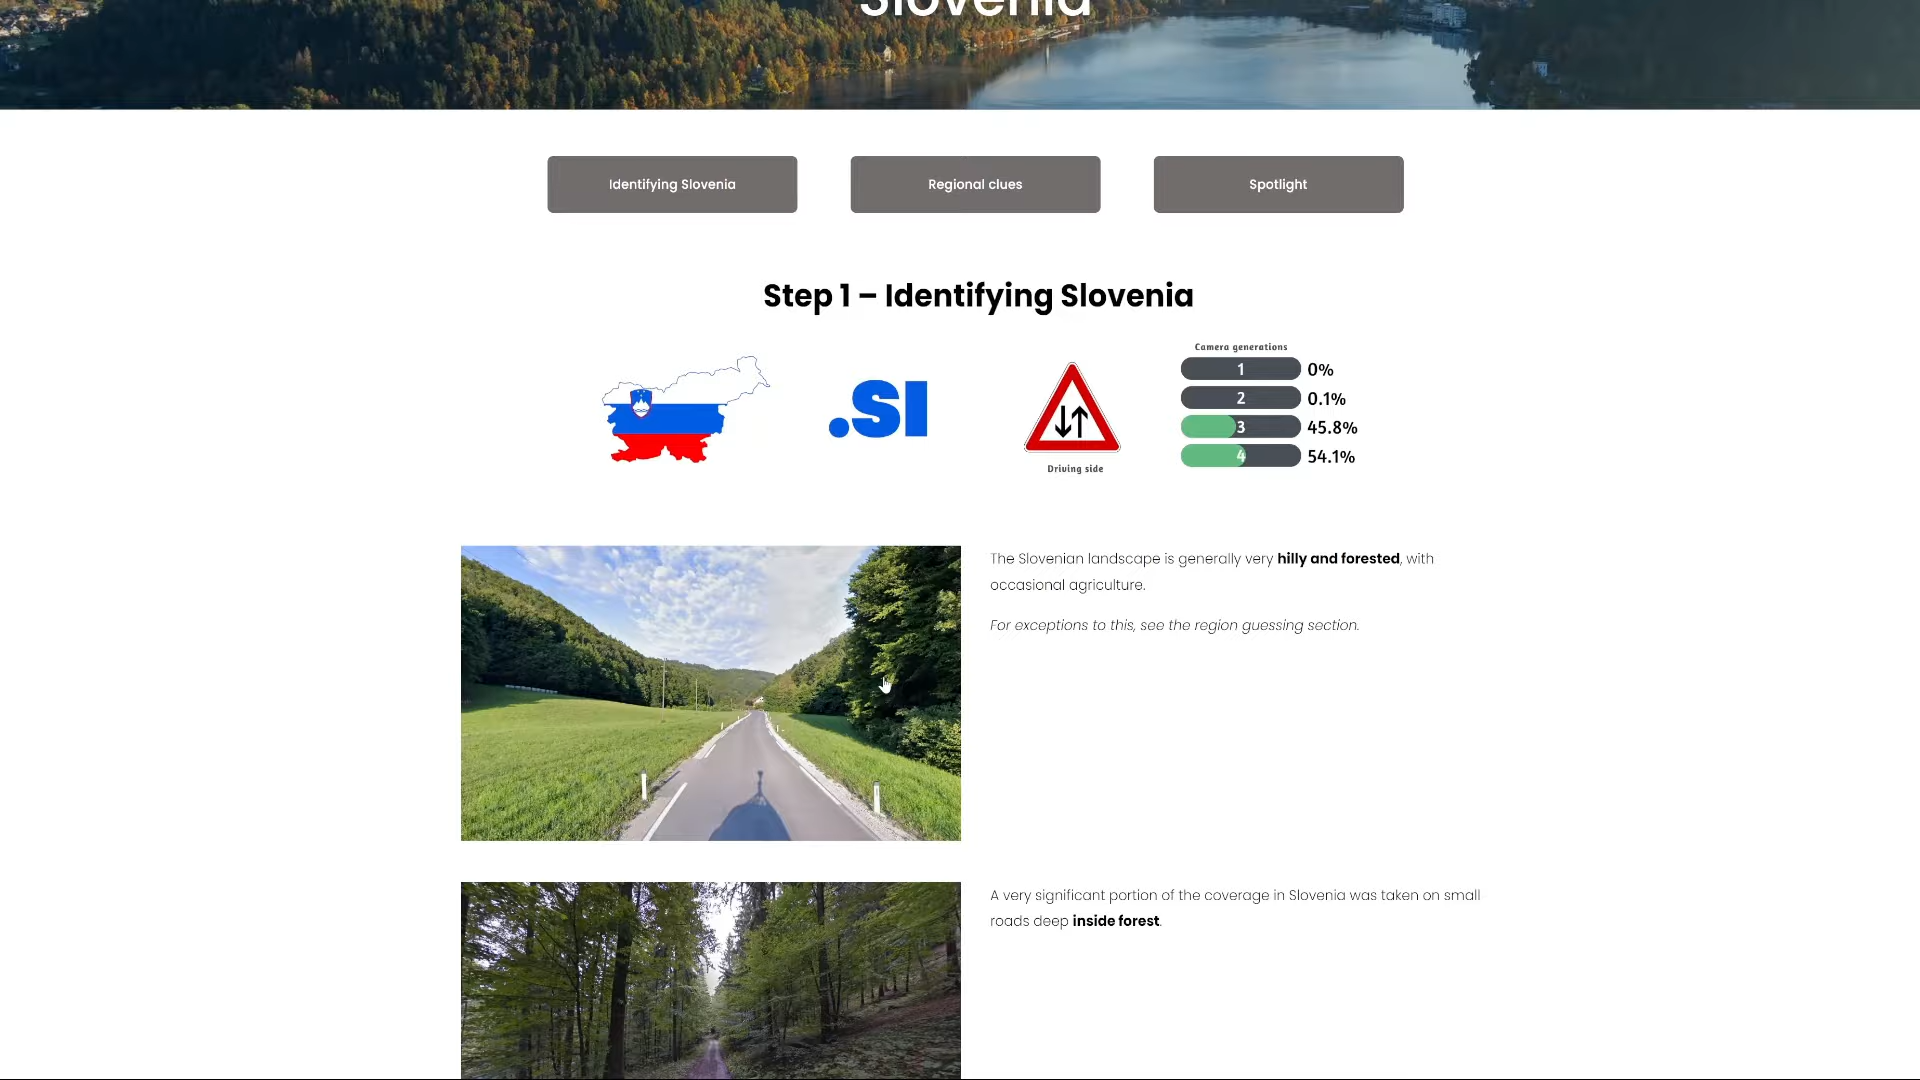 Slovenia
Identifying Slovenia
Regional clues
Spotlight
Step 1 – Identifying Slovenia
Camera generations
1 0%
2 0.1%
.SI
3 45.8%
4 54.1%
Driving side
The Slovenian landscape is generally very hilly and forested, with
occasional agriculture.
For exceptions to this, see the region guessing section.
A very significant portion of the coverage in Slovenia was taken on small
roads deep inside forest.